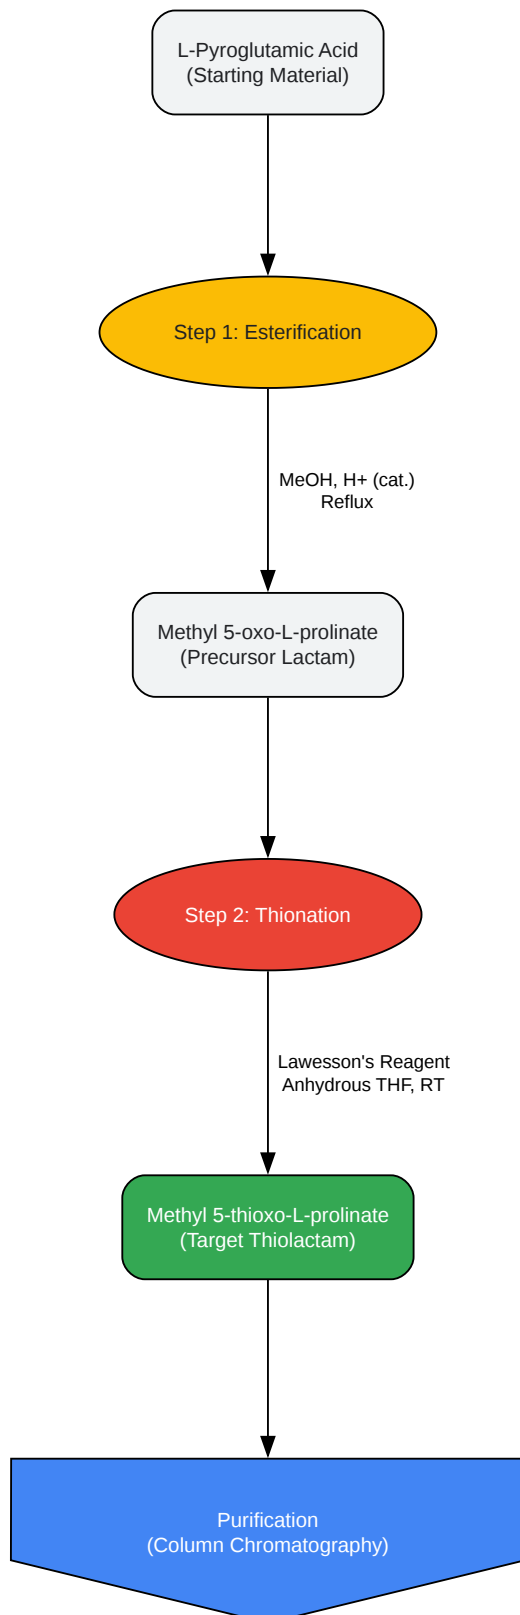 L-Pyroglutamic Acid
(Starting Material)
Step 1: Esterification
MeOH, H+ (cat.)
Reflux
Methyl 5-oxo-L-prolinate
(Precursor Lactam)
Step 2: Thionation
Lawesson's Reagent
Anhydrous THF, RT
Methyl 5-thioxo-L-prolinate
(Target Thiolactam)
Purification
(Column Chromatography)